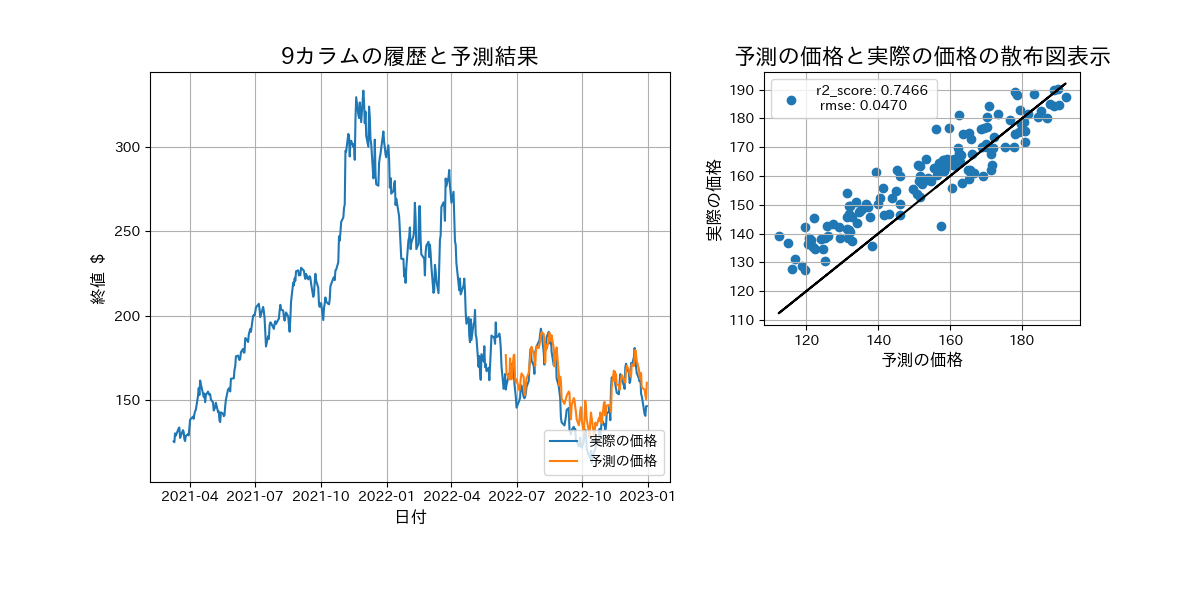 9カラムの履歴と予測結果
終値 $
300
250
200
150
実際の価格
予測の価格
2021-04 2021-07 2021-10 2022-01 2022-04 2022-07 2022-10 2023-01
日付
予測の価格と実際の価格の散布図表示
r2_score: 0.7466
rmse: 0.0470
実際の価格
190
180
170
160
150
140
130
120
110
120 140 160 180
予測の価格